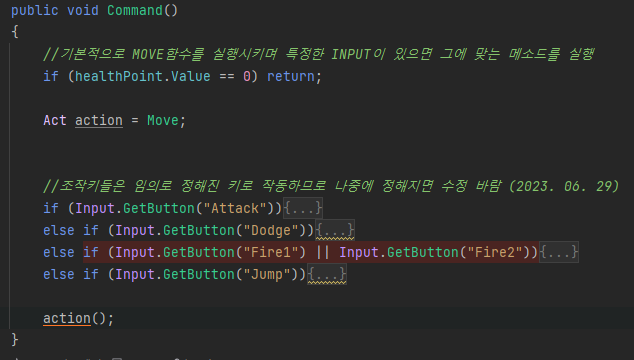 public void Command()
{
//기본적으로 MOVE함수를 실행시키며 특정한 INPUT이 있으면 그에 맞는 메소드를 실행
if (healthPoint.Value == 0) return;
Act action = Move;
//조작키들은 임의로 정해진 키로 작동하므로 나중에 정해지면 수정 바람 (2023. 06. 29)
if (Input.GetButton("Attack")){...}
else if (Input.GetButton("Dodge")){...}
else if (Input.GetButton("Fire1") || Input.GetButton("Fire2")){...}
else if (Input.GetButton("Jump")){...}
action();
}